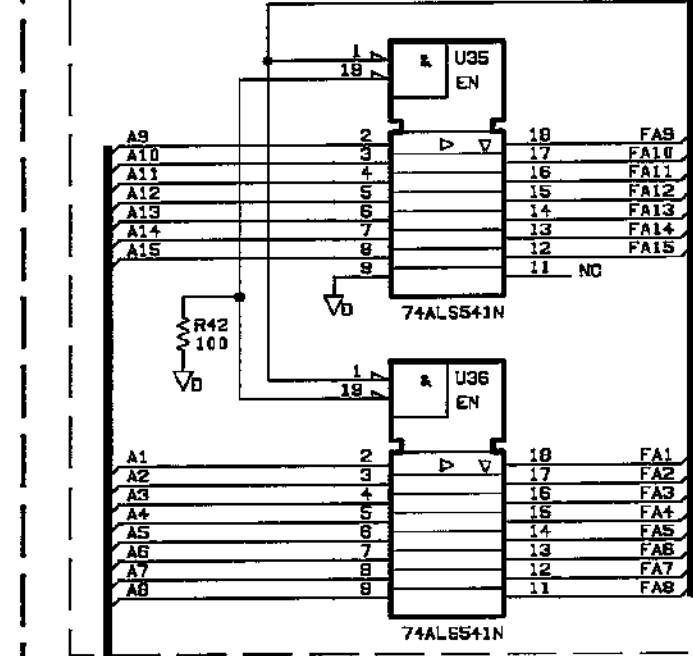 1 & U35
19 EN
A9 2 18 FA9
A10 3 17 FA10
A11 4 16 FA11
A12 5 15 FA12
A13 6 14 FA13
A14 7 13 FA14
A15 8 12 FA15
9 11 NC
D 74ALS541N
R42
100
D
1 & U36
19 EN
A1 2 18 FA1
A2 3 17 FA2
A3 4 16 FA3
A4 5 15 FA4
A5 6 14 FA5
A6 7 13 FA6
A7 8 12 FA7
A8 9 11 FA8
74ALS541N